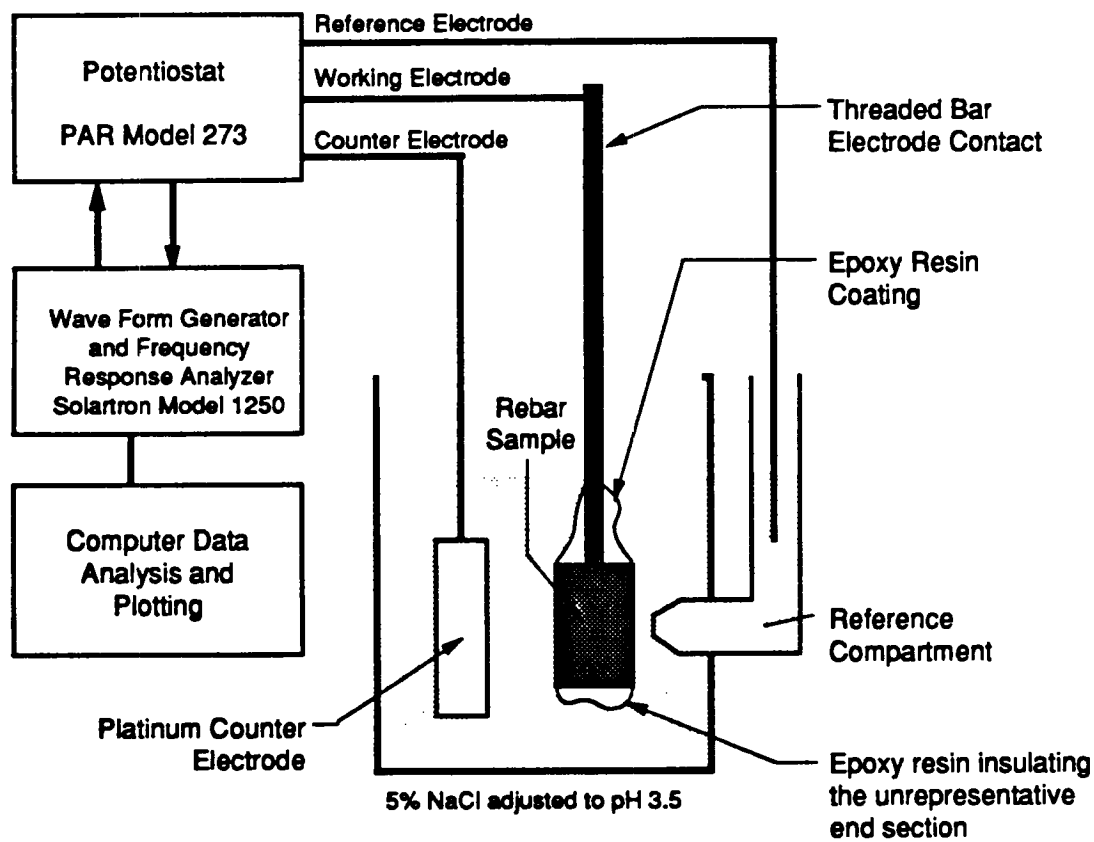 Reference Electrode
Potentiostat
PAR Model 273
Working Electrode
Counter Electrode
Threaded Bar
Electrode Contact
Epoxy Resin
Coating
Wave Form Generator
and Frequency
Response Analyzer
Solartron Model 1250
Rebar
Sample
Computer Data
Analysis and
Plotting
Reference
Compartment
Platinum Counter
Electrode
Epoxy resin insulating
the unrepresentative
end section
5% NaCl adjusted to pH 3.5